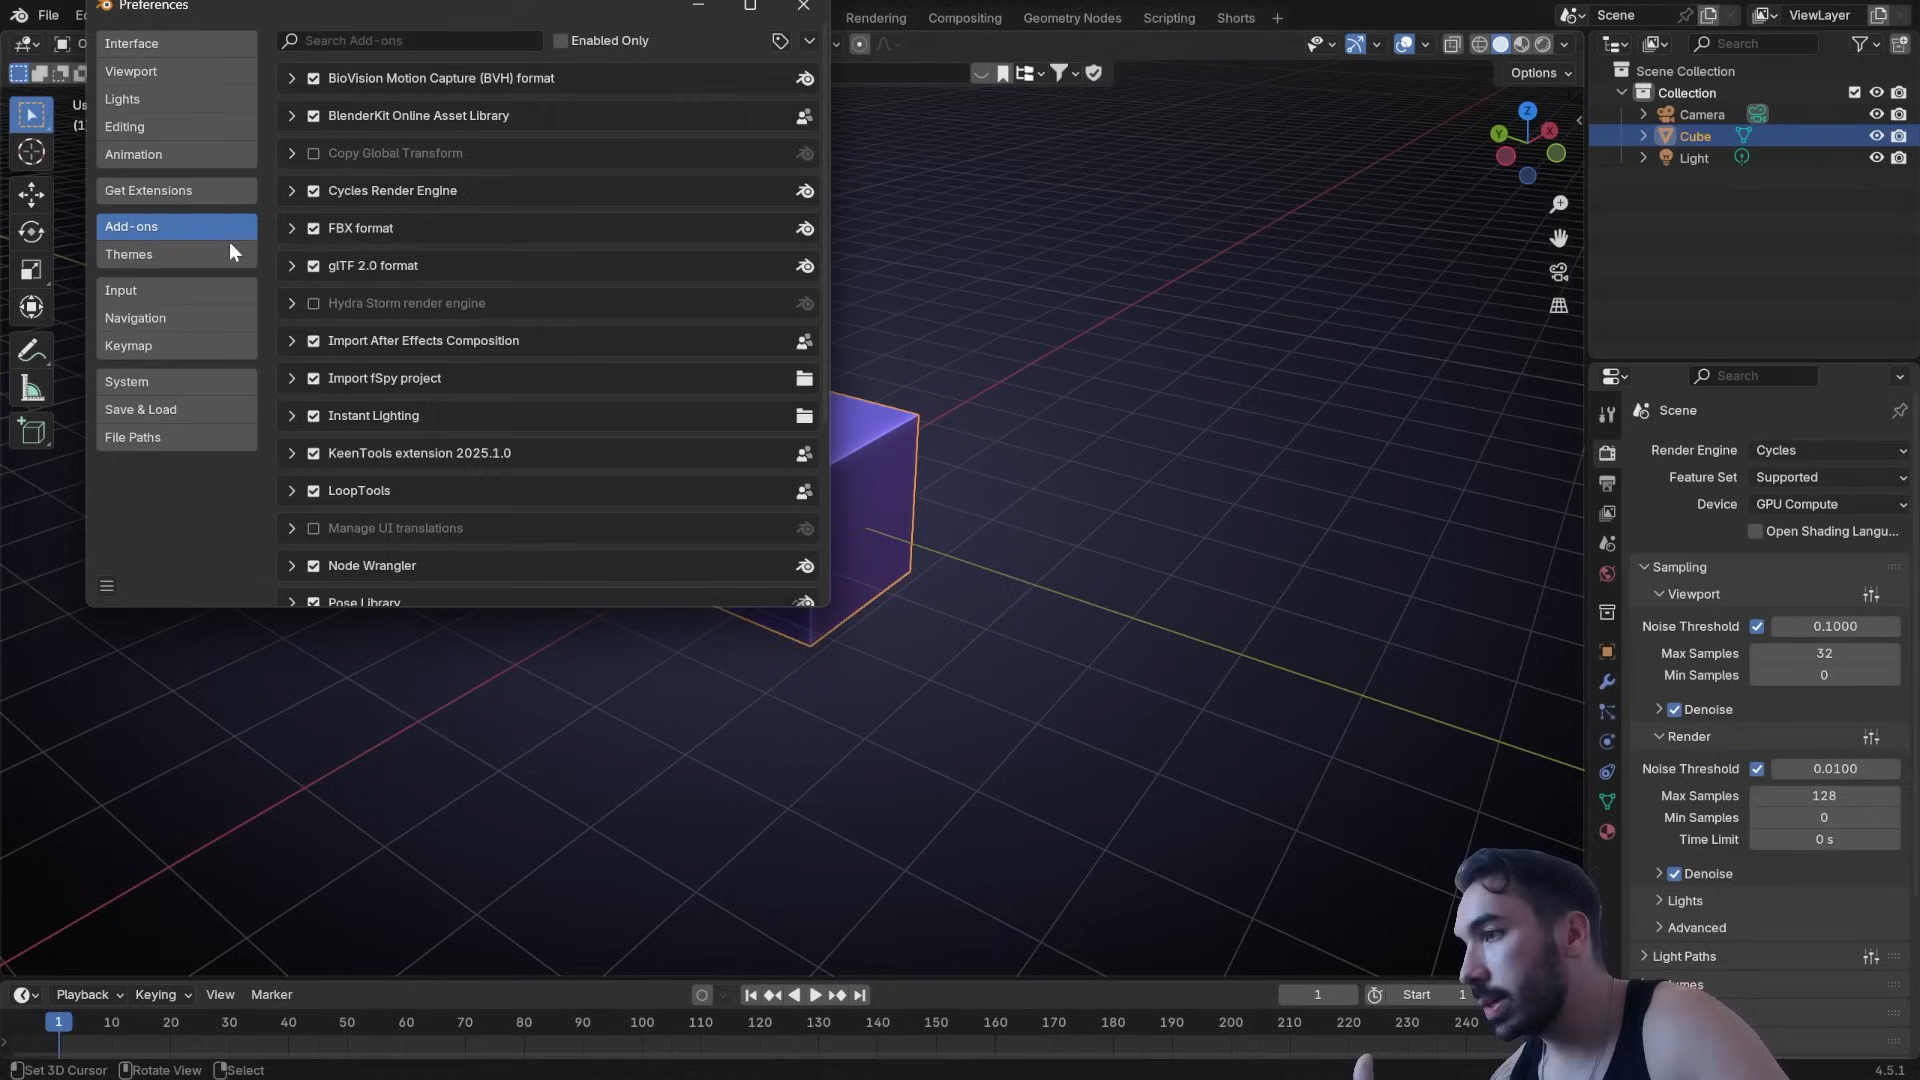 File
Preferences
Rendering
Compositing
Geometry Nodes
Scripting
Shorts
Scene
ViewLayer
Interface
Viewport
Lights
Editing
Animation
Get Extensions
Add-ons
Themes
Input
Navigation
Keymap
System
Save & Load
File Paths
Search Add-ons
Enabled Only
BioVision Motion Capture (BVH) format
BlenderKit Online Asset Library
Copy Global Transform
Cycles Render Engine
FBX format
glTF 2.0 format
Hydra Storm render engine
Import After Effects Composition
Import fSpy project
Instant Lighting
KeenTools extension 2025.1.0
LoopTools
Manage UI translations
Node Wrangler
Pose Library
Options
Z
Y
X
Search
Scene Collection
Collection
Camera
Cube
Light
Search
Scene
Render Engine Cycles
Feature Set Supported
Device GPU Compute
Open Shading Langu...
Sampling
Viewport
Noise Threshold 0.1000
Max Samples 32
Min Samples 0
Denoise
Render
Noise Threshold 0.0100
Max Samples 128
Min Samples 0
Time Limit 0 s
Denoise
Lights
Advanced
Light Paths
Playback Keying View Marker
1 Start 1
1 10 20 30 40 50 60 70 80 90 100 110 120 130 140 150 160 170 180 190 200 210 220 230 240
Set 3D Cursor Rotate View Select
4.5.1